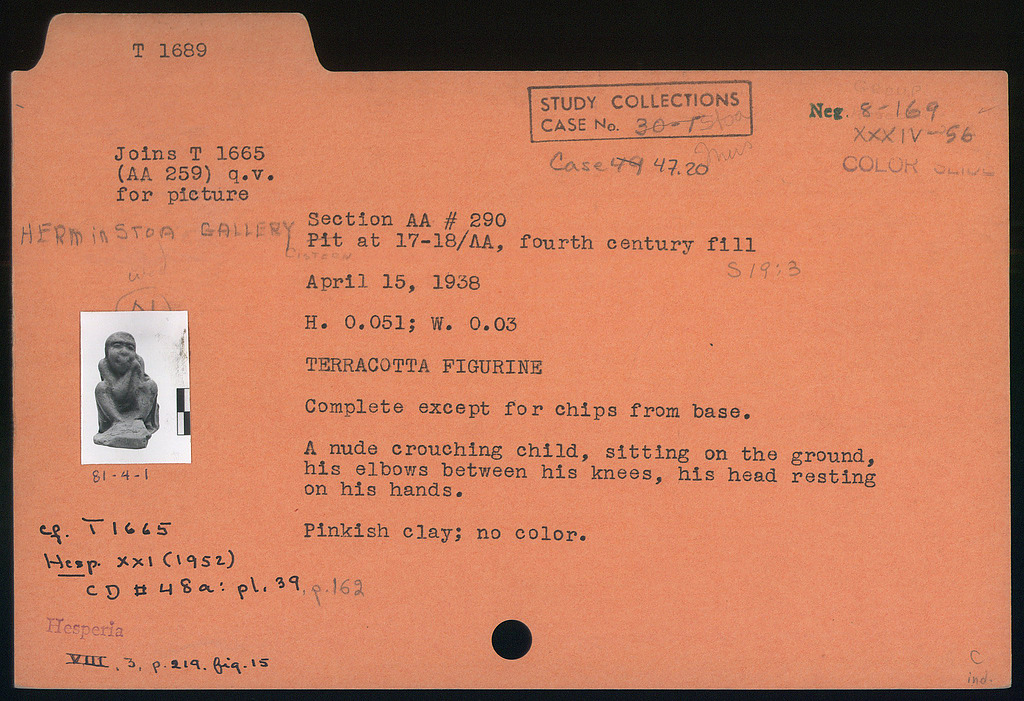 T 1689
STUDY COLLECTIONS
CASE No. 30-T Stoa
Neg. 8-169
XXXIV-56
COLOR SLIDE
Case 49 47.20
Joins T 1665
(AA 259) q.v.
for picture
HERM in STOA GALLERY
Section AA # 290
Pit at 17-18/AA, fourth century fill
CISTERN
S 19:3
April 15, 1938
H. 0.051; W. 0.03
TERRACOTTA FIGURINE
Complete except for chips from base.
A nude crouching child, sitting on the ground,
his elbows between his knees, his head resting
on his hands.
81-4-1
Pinkish clay; no color.
cf. T 1665
Hesp. XXI (1952)
CD # 48a: pl. 39, p. 162
Hesperia
VIII, 3, p. 219, fig. 15
C
ind.